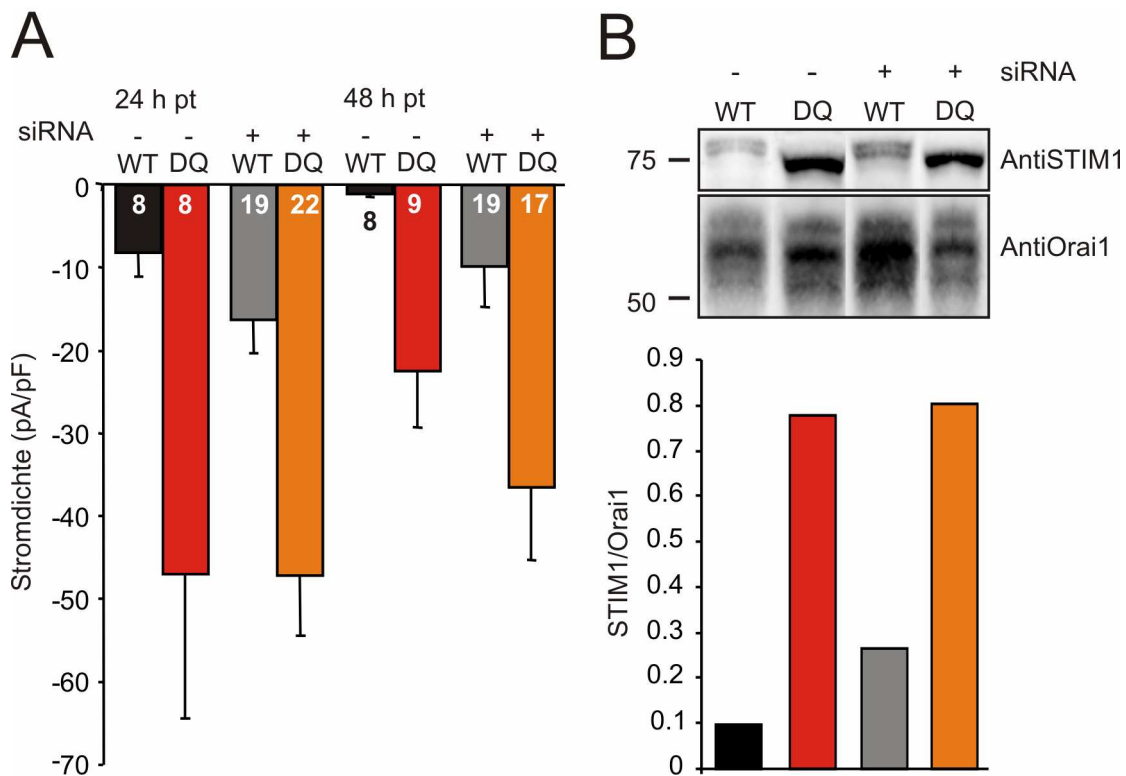 A
24 h pt 48 h pt
siRNA - - + + - - + +
WT DQ WT DQ WT DQ WT DQ
0
-10
-20
-30
-40
-50
-60
-70
Stromdichte (pA/pF)
8 8 19 22 8 9 19 17
B
- - + + siRNA
WT DQ WT DQ
75 AntiSTIM1
AntiOrai1
50
0.9
0.8
0.7
0.6
0.5
0.4
0.3
0.2
0.1
0
STIM1/Orai1